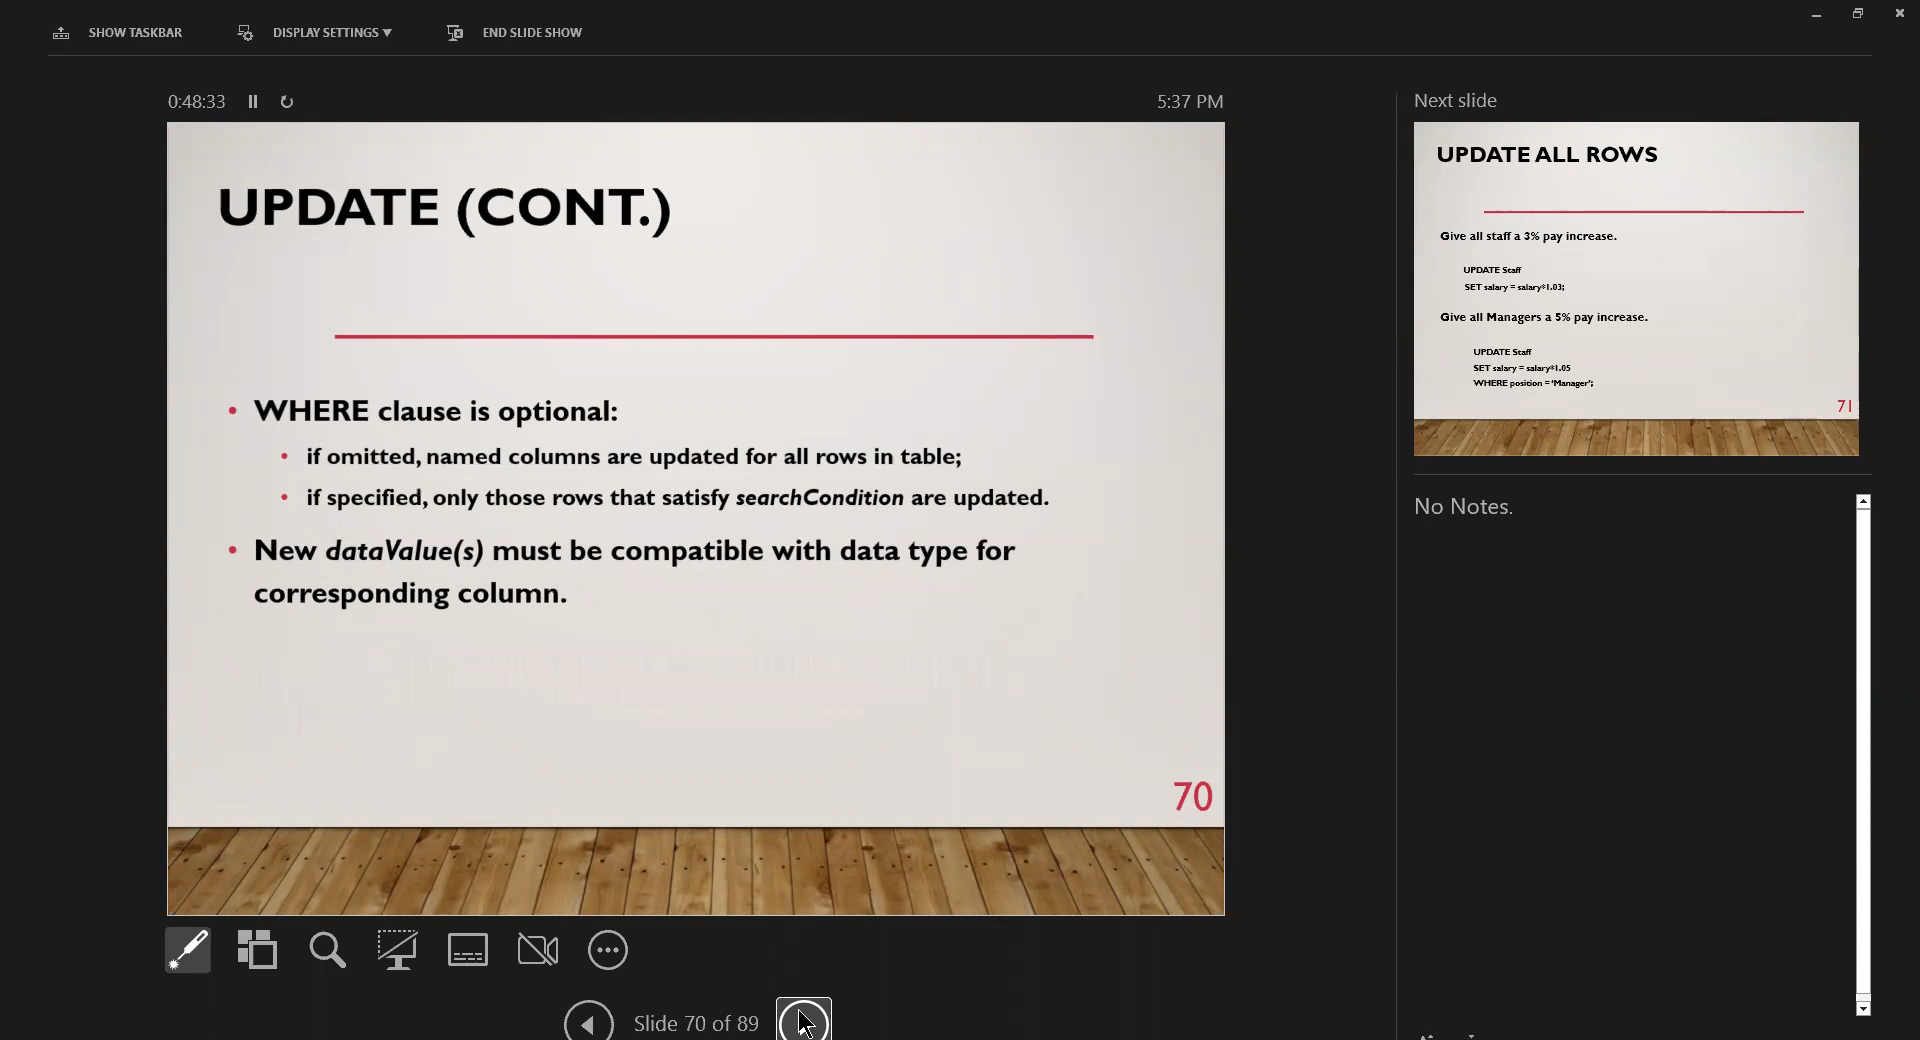 SHOW TASKBAR
DISPLAY SETTINGS ▼
END SLIDE SHOW
0:48:33
5:37 PM
UPDATE (CONT.)
• WHERE clause is optional:
• if omitted, named columns are updated for all rows in table;
• if specified, only those rows that satisfy searchCondition are updated.
• New dataValue(s) must be compatible with data type for
corresponding column.
70
Slide 70 of 89
Next slide
UPDATE ALL ROWS
Give all staff a 3% pay increase.
UPDATE Staff
SET salary = salary*1.03;
Give all Managers a 5% pay increase.
UPDATE Staff
SET salary = salary*1.05
WHERE position = 'Manager';
71
No Notes.